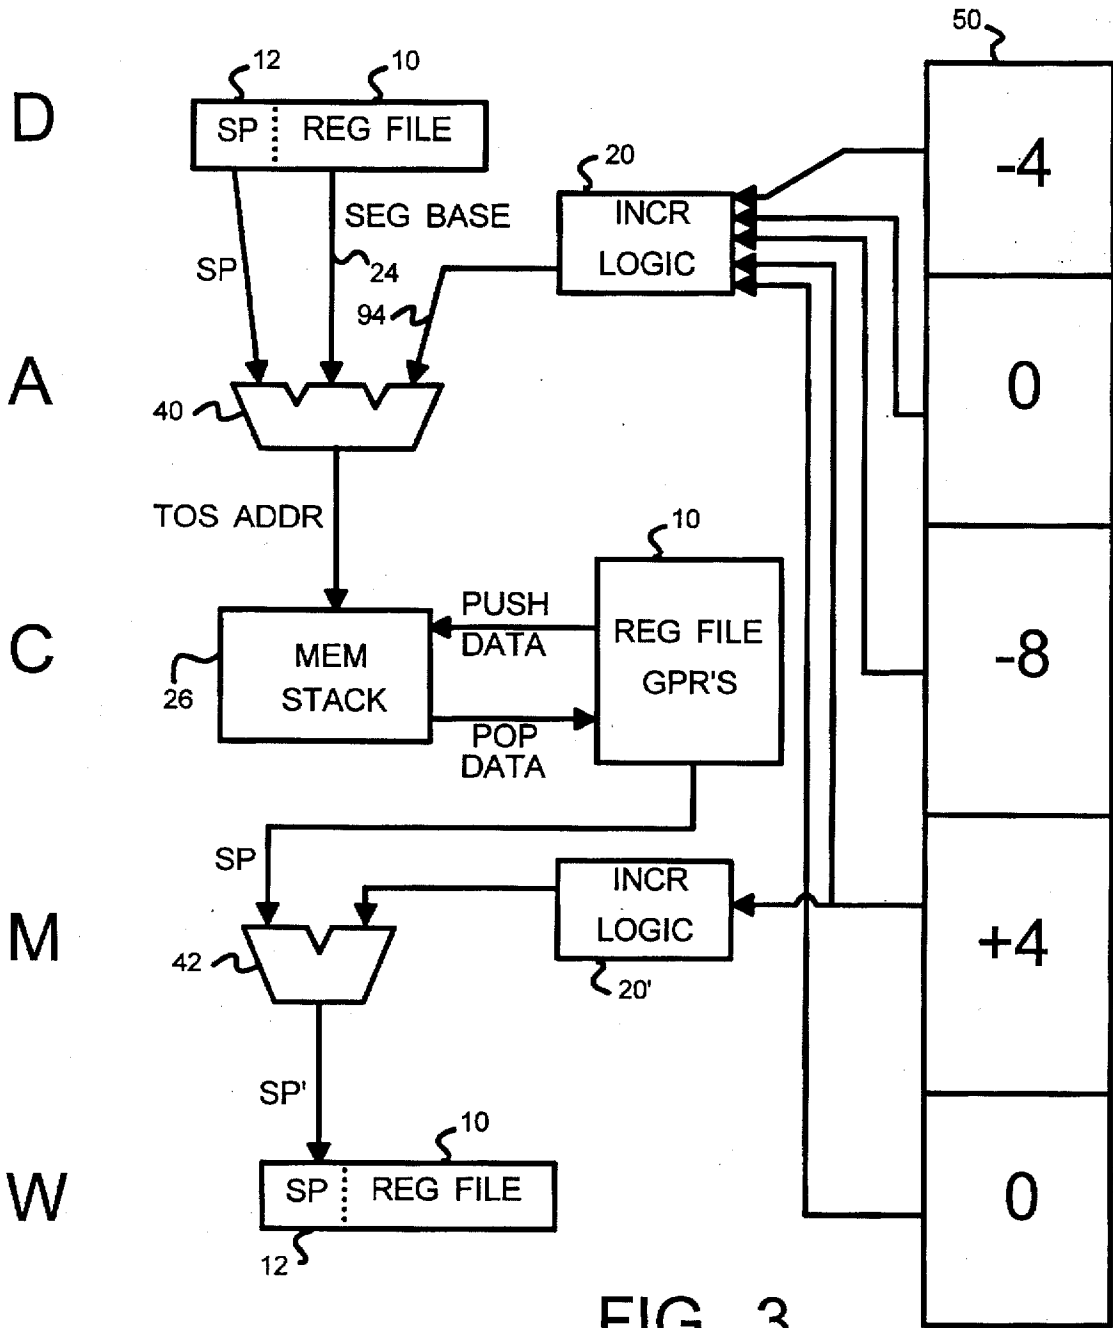 50
12
10
D
SP
REG FILE
-4
20
INCR
LOGIC
SEG BASE
SP
24
94
A
40
0
TOS ADDR
10
C
PUSH
DATA
REG FILE
GPR'S
MEM
STACK
26
POP
DATA
-8
SP
INCR
LOGIC
M
42
20'
+4
SP'
10
W
SP
REG FILE
12
0
FIG. 3